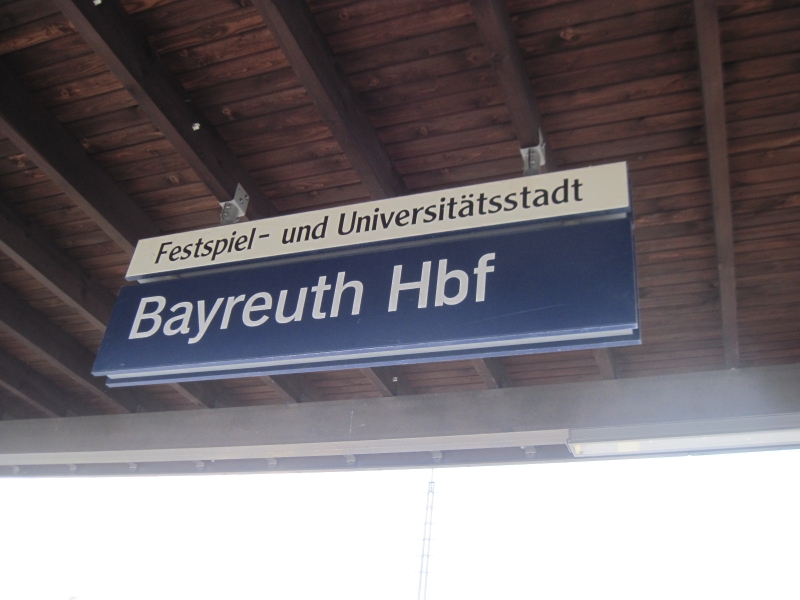 Festspiel- und Universitätsstadt
Bayreuth Hbf